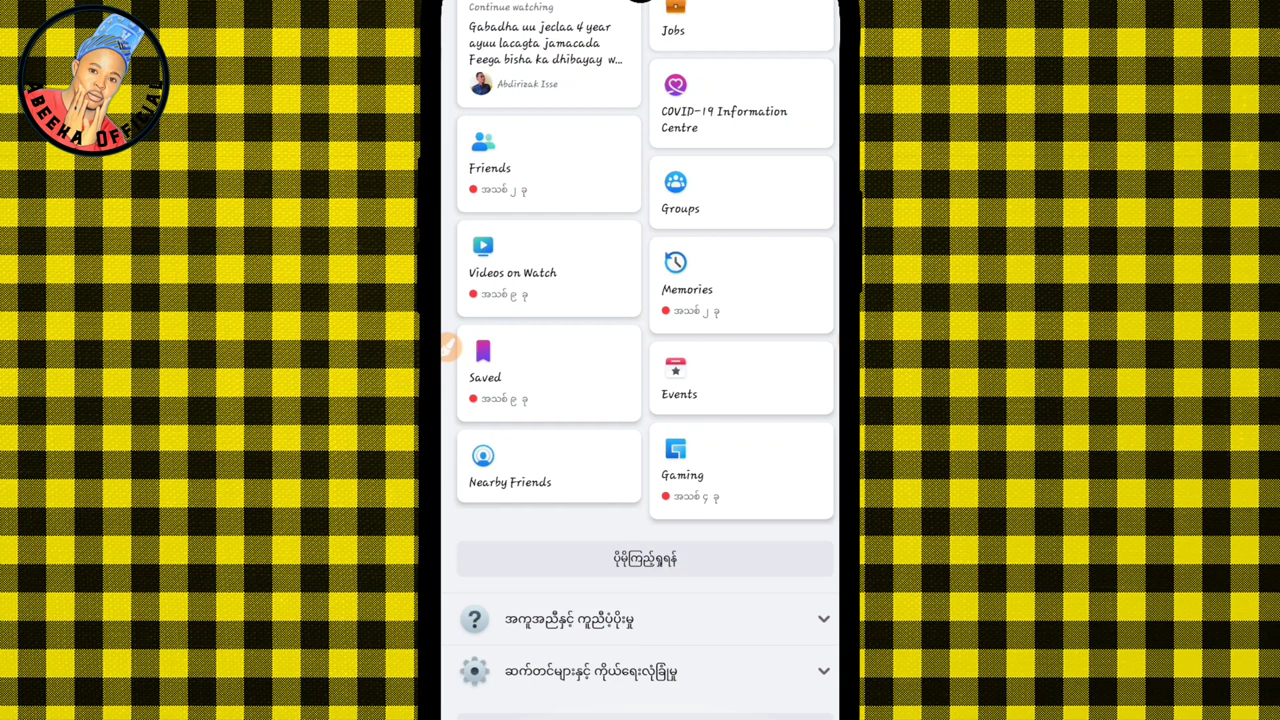 Continue watching
Gabadha uu jeclaa 4 year
ayuu lacagta jamacada
Feega bisha ka dhibayay w...
Abdirizak Isse
Friends
အသစ် ၂ ခု
Videos on Watch
အသစ် ၉ ခု
Saved
အသစ် ၉ ခု
Nearby Friends
Jobs
COVID-19 Information
Centre
Groups
Memories
အသစ် ၂ ခု
Events
Gaming
အသစ် ၄ ခု
ပိုမိုကြည့်ရှုရန်
အကူအညီနှင့် ကူညီပံ့ပိုးမှု
ဆက်တင်များနှင့် ကိုယ်ရေးလုံခြုံမှု
BEEKA OFFICIAL